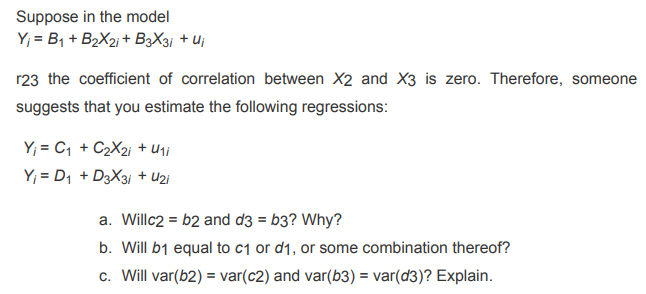 Suppose in the model
Yᵢ = B₁ + B₂X₂ᵢ + B₃X₃ᵢ + uᵢ
r23 the coefficient of correlation between X2 and X3 is zero. Therefore, someone
suggests that you estimate the following regressions:
Yᵢ = C₁ + C₂X₂ᵢ + u₁ᵢ
Yᵢ = D₁ + D₃X₃ᵢ + u₂ᵢ
a. Willc2 = b2 and d3 = b3? Why?
b. Will b1 equal to c1 or d1, or some combination thereof?
c. Will var(b2) = var(c2) and var(b3) = var(d3)? Explain.